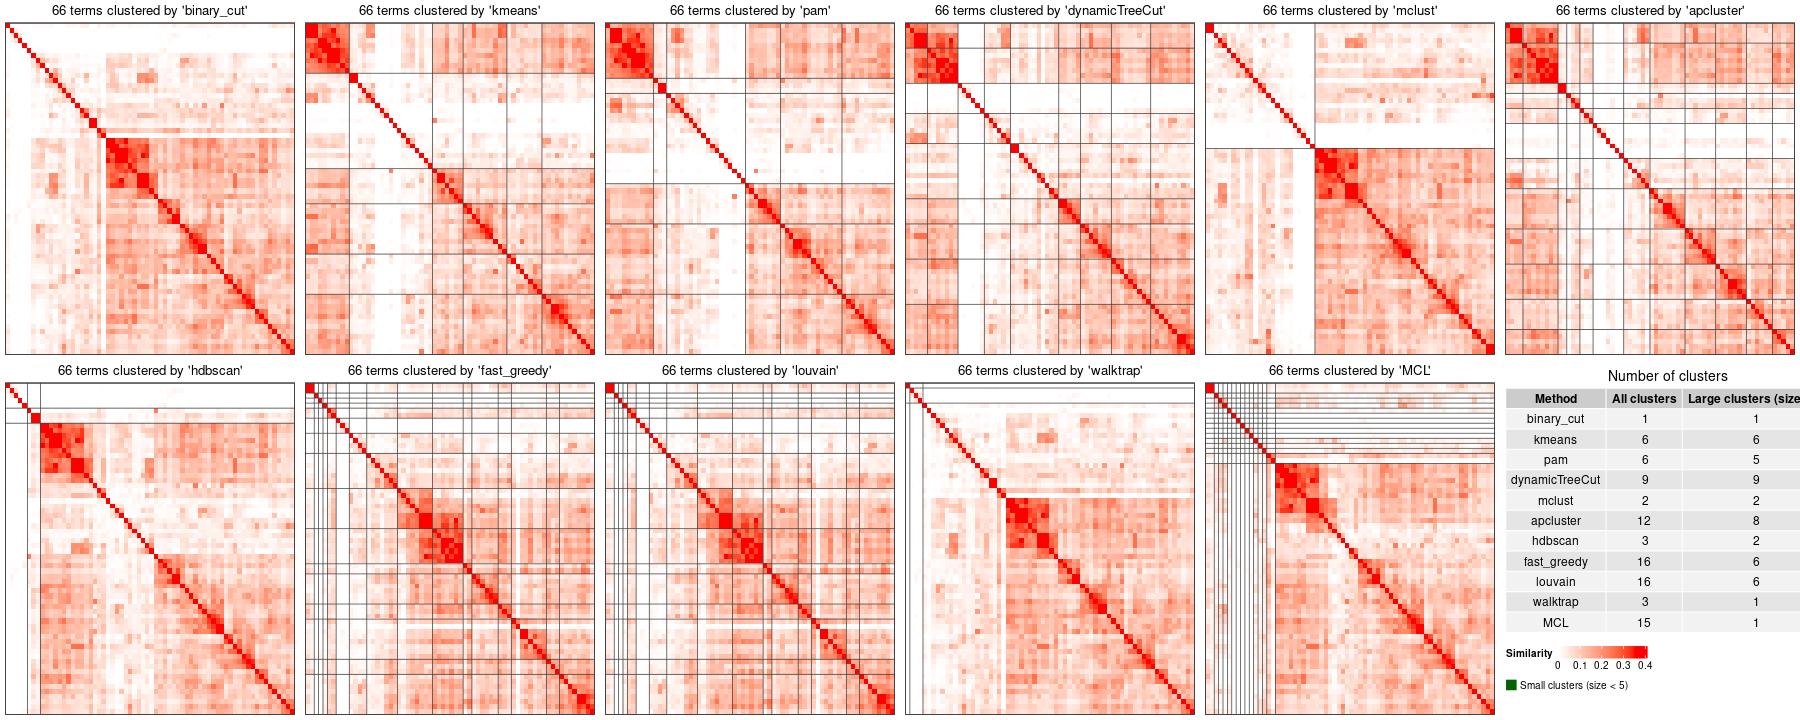 66 terms clustered by 'binary_cut'
66 terms clustered by 'kmeans'
66 terms clustered by 'pam'
66 terms clustered by 'dynamicTreeCut'
66 terms clustered by 'mclust'
66 terms clustered by 'apcluster'
66 terms clustered by 'hdbscan'
66 terms clustered by 'fast_greedy'
66 terms clustered by 'louvain'
66 terms clustered by 'walktrap'
66 terms clustered by 'MCL'
Number of clusters
Method All clusters Large clusters (size
binary_cut 1 1
kmeans 6 6
pam 6 5
dynamicTreeCut 9 9
mclust 2 2
apcluster 12 8
hdbscan 3 2
fast_greedy 16 6
louvain 16 6
walktrap 3 1
MCL 15 1
Similarity
0 0.1 0.2 0.3 0.4
Small clusters (size < 5)